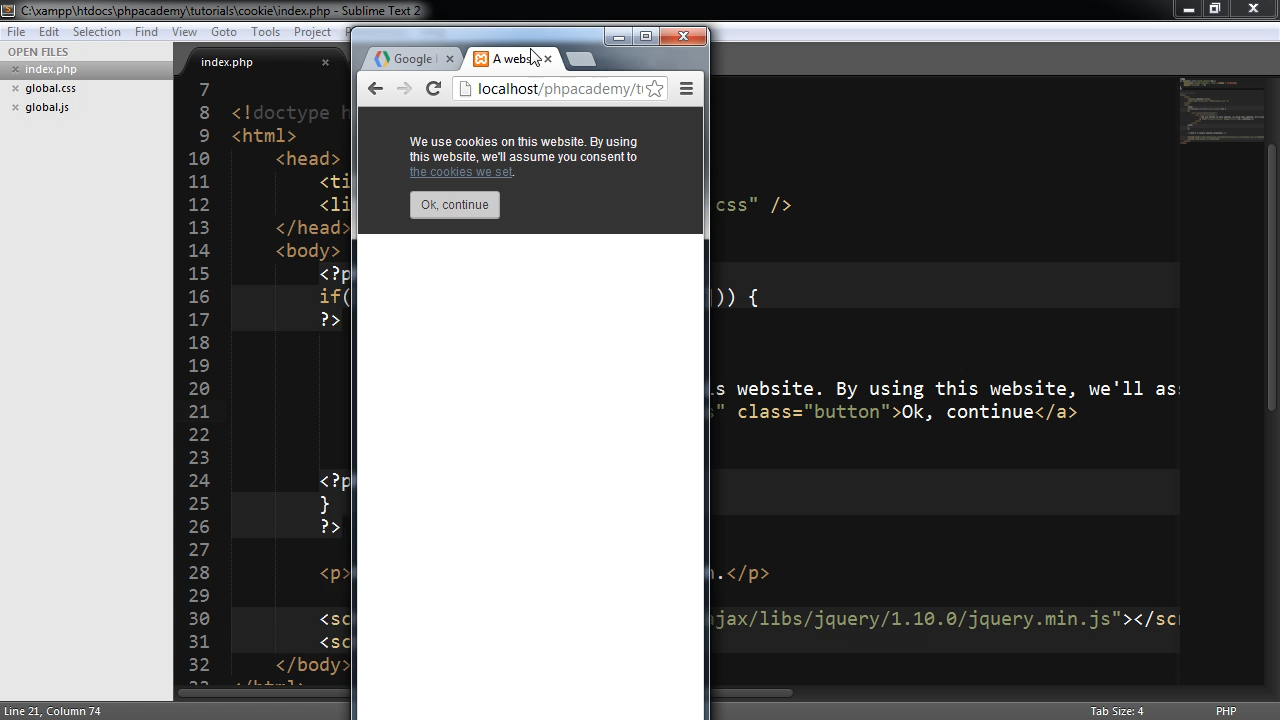 C:\xampp\htdocs\phpacademy\tutorials\cookie\index.php - Sublime Text 2
File Edit Selection Find View Goto Tools Project
OPEN FILES
index.php
global.css
global.js
index.php
Google
A webs
localhost/phpacademy/tu
We use cookies on this website. By using
this website, we'll assume you consent to
the cookies we set.
Ok, continue
7
8 <!doctype h
9 <html>
10 <head>
11 <ti
12 <li css" />
13 </head>
14 <body>
15 <?p
16 if( )) {
17 ?>
18
19
20 s website. By using this website, we'll ass
21 s" class="button">Ok, continue</a>
22
23
24 <?p
25 }
26 ?>
27
28 <p> .</p>
29
30 <sc jax/libs/jquery/1.10.0/jquery.min.js"></scr
31 <sc
32 </body>
33 </html>
Line 21, Column 74
Tab Size: 4
PHP